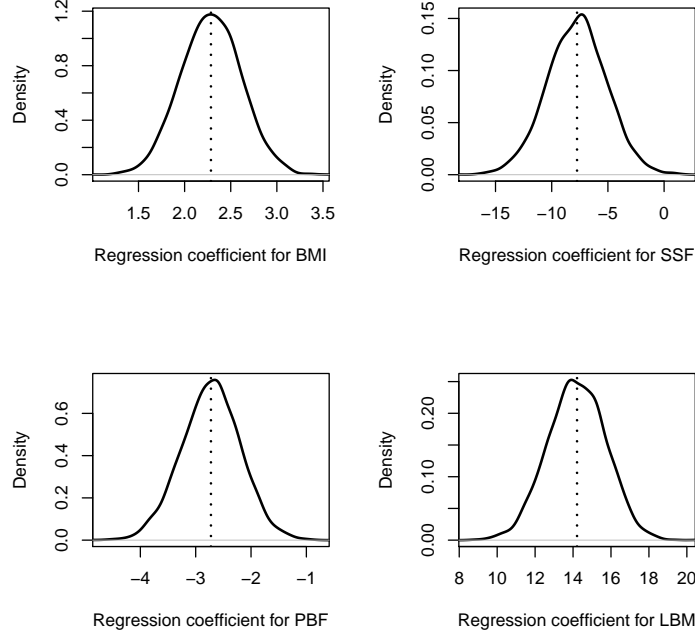 Density
0.0 0.4 0.8 1.2
1.5 2.0 2.5 3.0 3.5
Regression coefficient for BMI
Density
0.00 0.05 0.10 0.15
−15 −10 −5 0
Regression coefficient for SSF
Density
0.0 0.2 0.4 0.6
−4 −3 −2 −1
Regression coefficient for PBF
Density
0.00 0.10 0.20
8 10 12 14 16 18 20
Regression coefficient for LBM